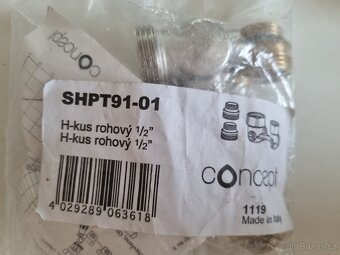 concept
SHPT91-01
H-kus rohový ½"
H-kus rohový ½"
concept
4 029289 063618
1119
Made in Italy